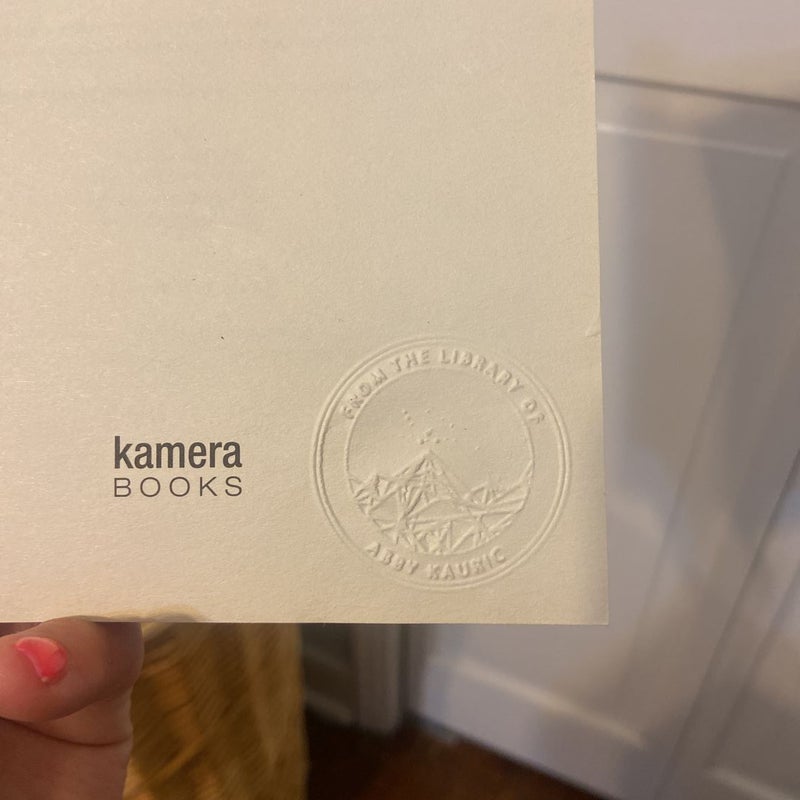 kamera
BOOKS
FROM THE LIBRARY OF
ABBY KAURIC